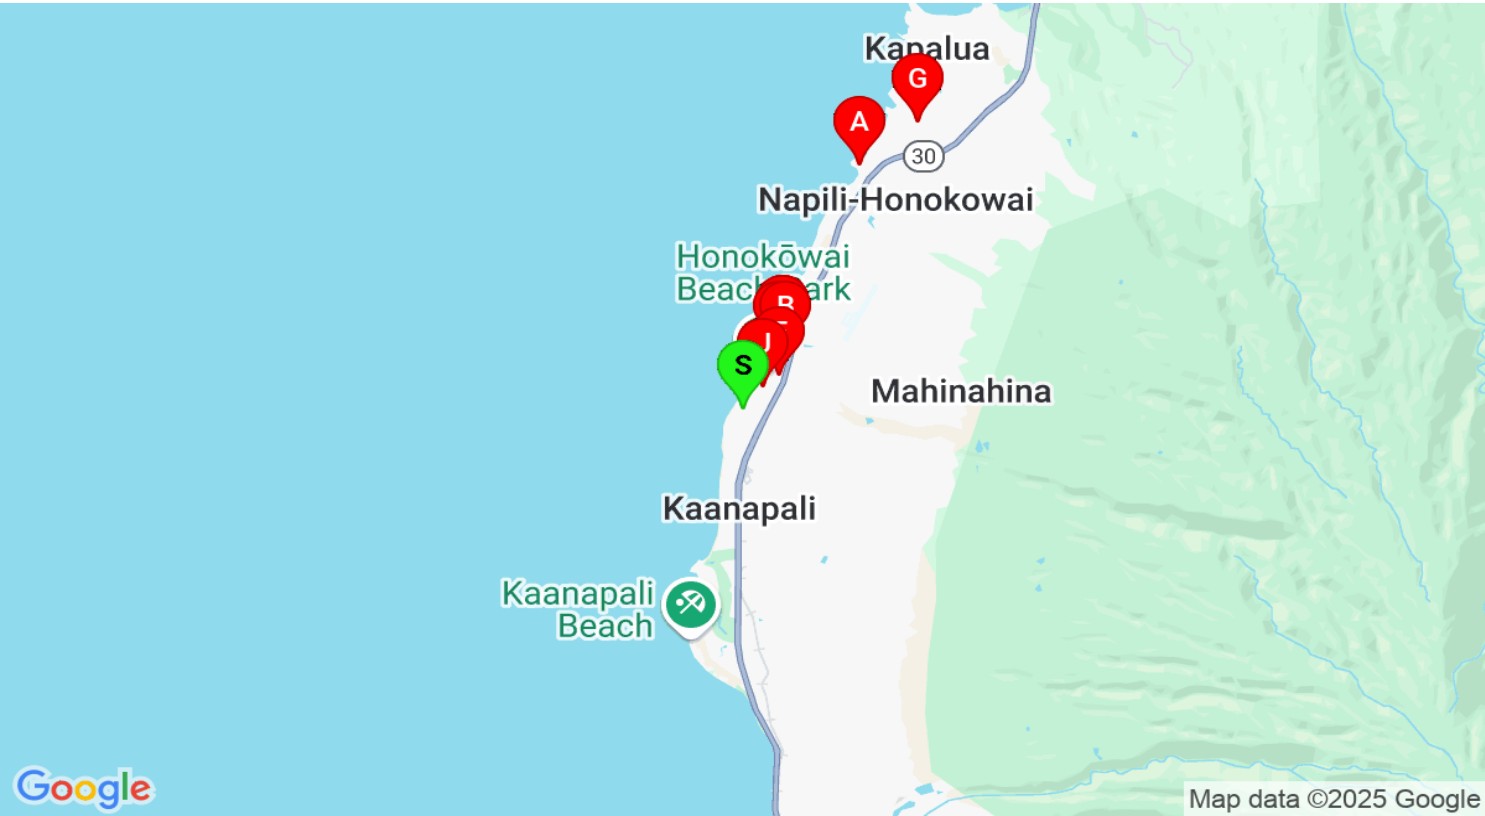 Kapalua
G
A
30
Napili-Honokowai
Honokōwai
Beach Park
B
J
S
Mahinahina
Kaanapali
Kaanapali
Beach
Google
Map data ©2025 Google